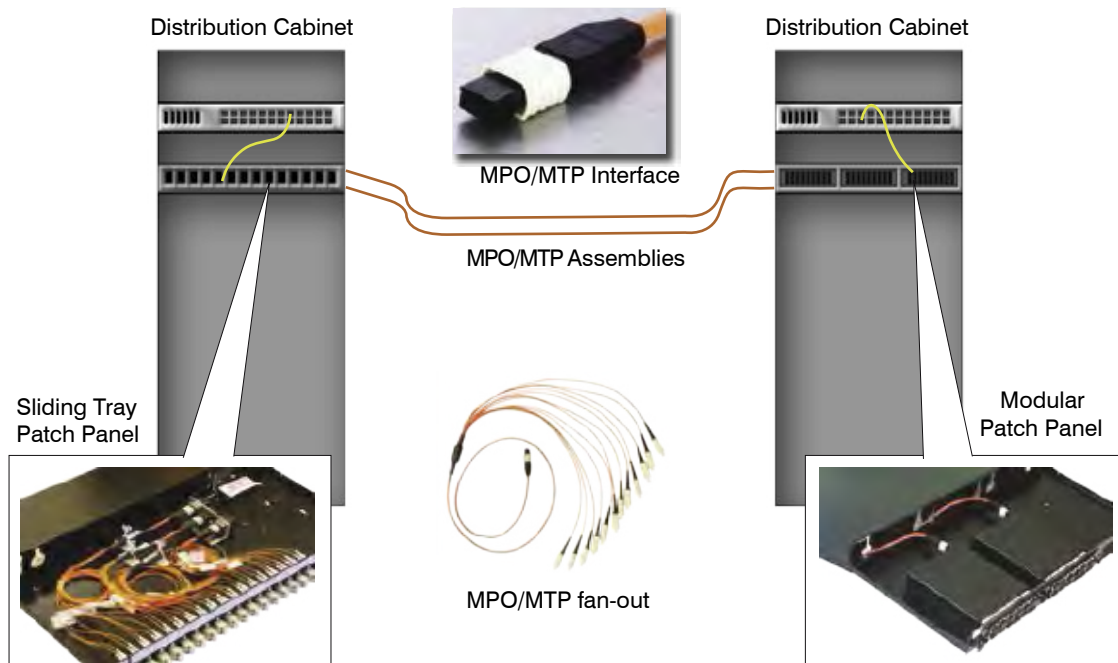 Distribution Cabinet
Distribution Cabinet
MPO/MTP Interface
MPO/MTP Assemblies
Sliding Tray
Patch Panel
Modular
Patch Panel
MPO/MTP fan-out